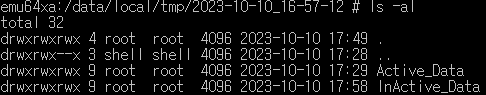 emu64xa:/data/local/tmp/2023-10-10_16-57-12 # ls -al
total 32
drwxrwxrwx 4 root  root  4096 2023-10-10 17:49 .
drwxrwx--x 3 shell shell 4096 2023-10-10 17:28 ..
drwxrwxrwx 9 root  root  4096 2023-10-10 17:29 Active_Data
drwxrwxrwx 9 root  root  4096 2023-10-10 17:58 InActive_Data